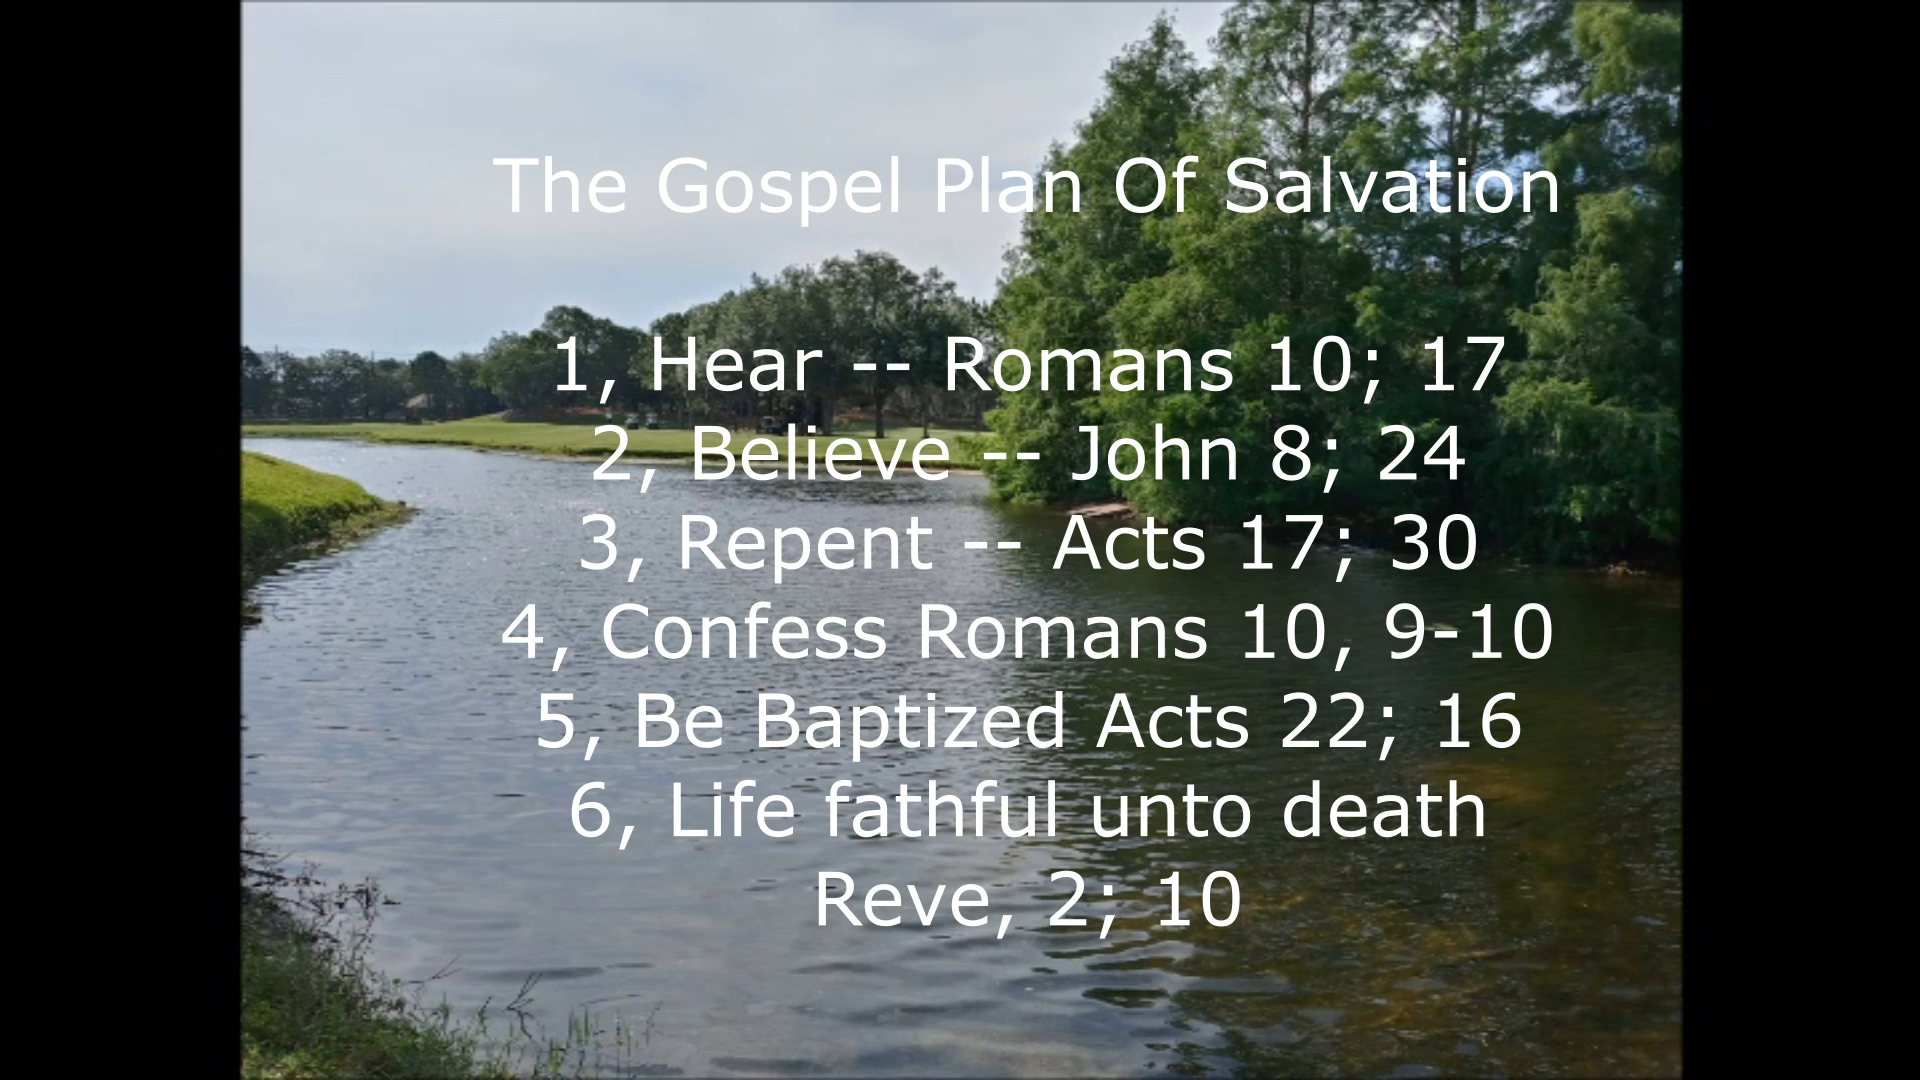 The Gospel Plan Of Salvation
1, Hear -- Romans 10; 17
2, Believe -- John 8; 24
3, Repent -- Acts 17; 30
4, Confess Romans 10, 9-10
5, Be Baptized Acts 22; 16
6, Life fathful unto death
Reve, 2; 10